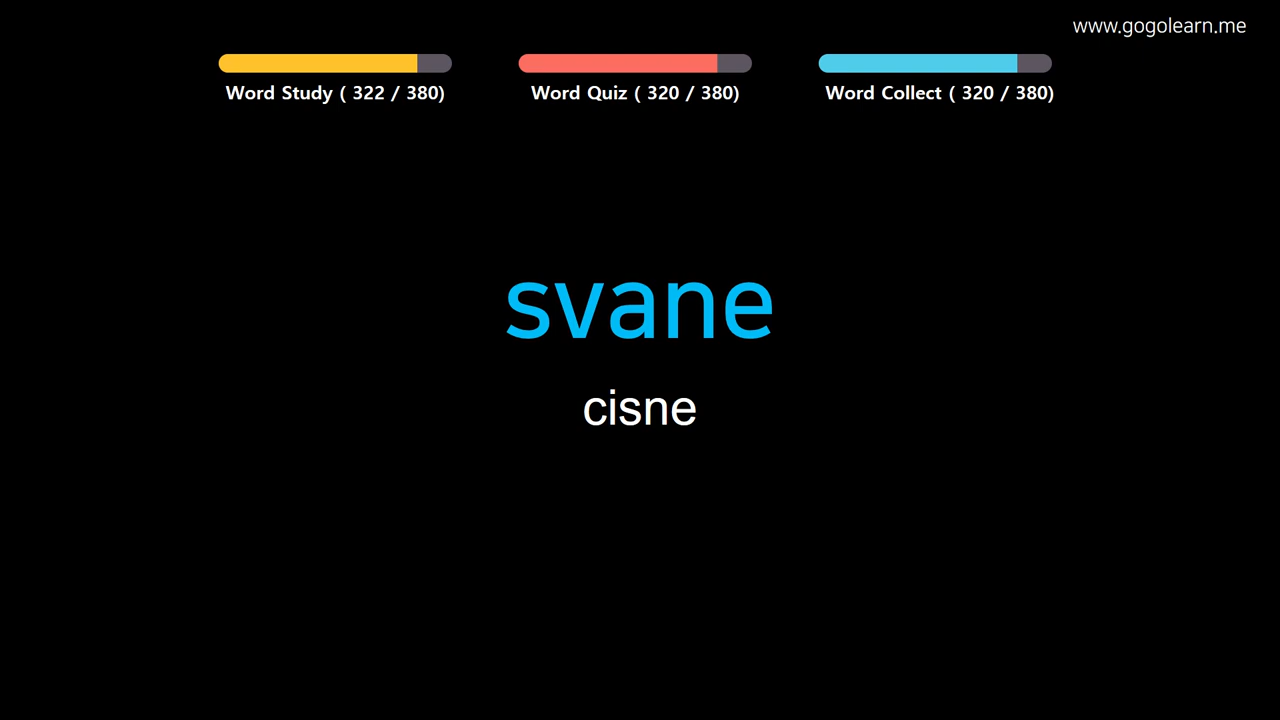 www.gogolearn.me
Word Study ( 322 / 380)
Word Quiz ( 320 / 380)
Word Collect ( 320 / 380)
svane
cisne